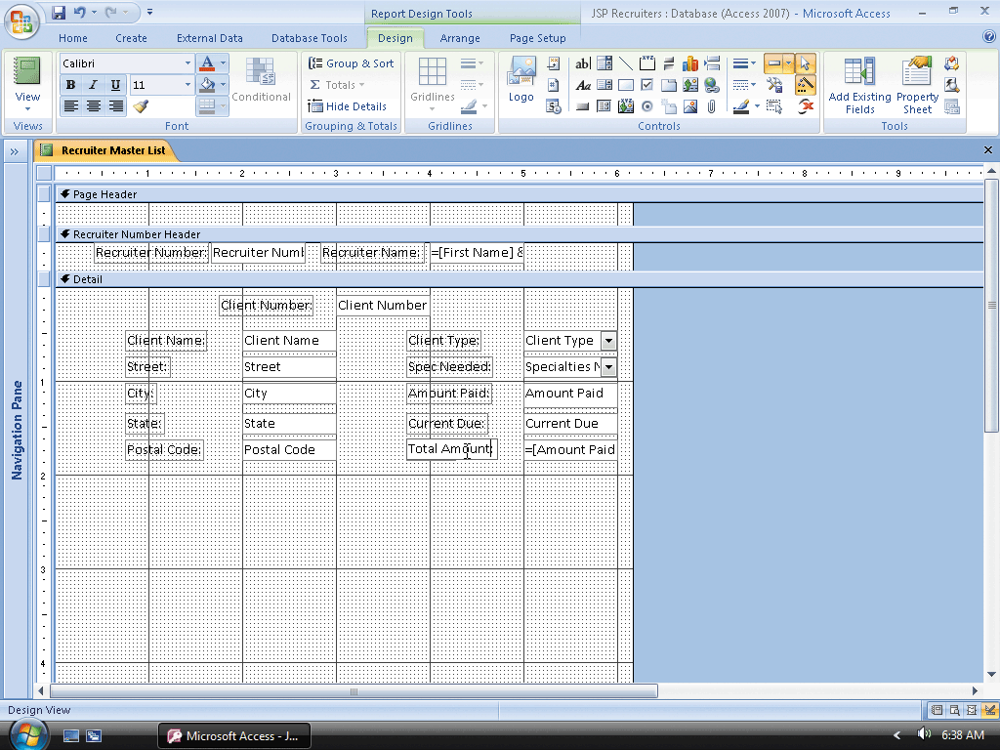 Report Design Tools
JSP Recruiters : Database (Access 2007) - Microsoft Access
Home Create External Data Database Tools Design Arrange Page Setup
View
Views
Calibri
B I U 11
Conditional
Font
Group & Sort
Σ Totals
Hide Details
Grouping & Totals
Gridlines
Gridlines
Logo
ab|
Aa
Controls
Add Existing Fields
Property Sheet
Tools
Recruiter Master List
1 2 3 4 5 6 7 8 9
Page Header
Recruiter Number Header
Recruiter Number: Recruiter Num Recruiter Name: =[First Name] &
Detail
Client Number: Client Number
Client Name: Client Name Client Type: Client Type
Street: Street Spec Needed: Specialties N
City: City Amount Paid: Amount Paid
State: State Current Due: Current Due
Postal Code: Postal Code Total Amount: =[Amount Paid
1
2
3
4
Navigation Pane
Design View
Microsoft Access - J...
6:38 AM